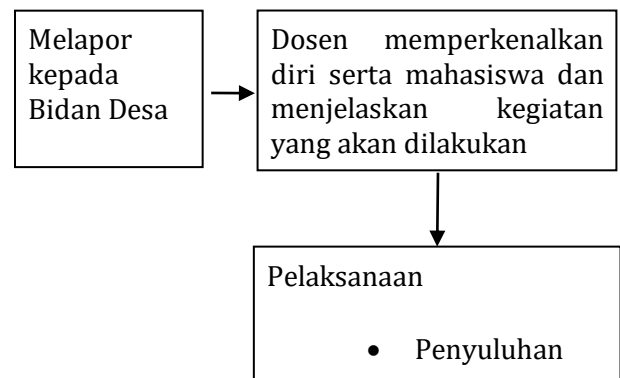 Melapor
kepada
Bidan Desa
Dosen memperkenalkan
diri serta mahasiswa dan
menjelaskan kegiatan
yang akan dilakukan
Pelaksanaan
• Penyuluhan